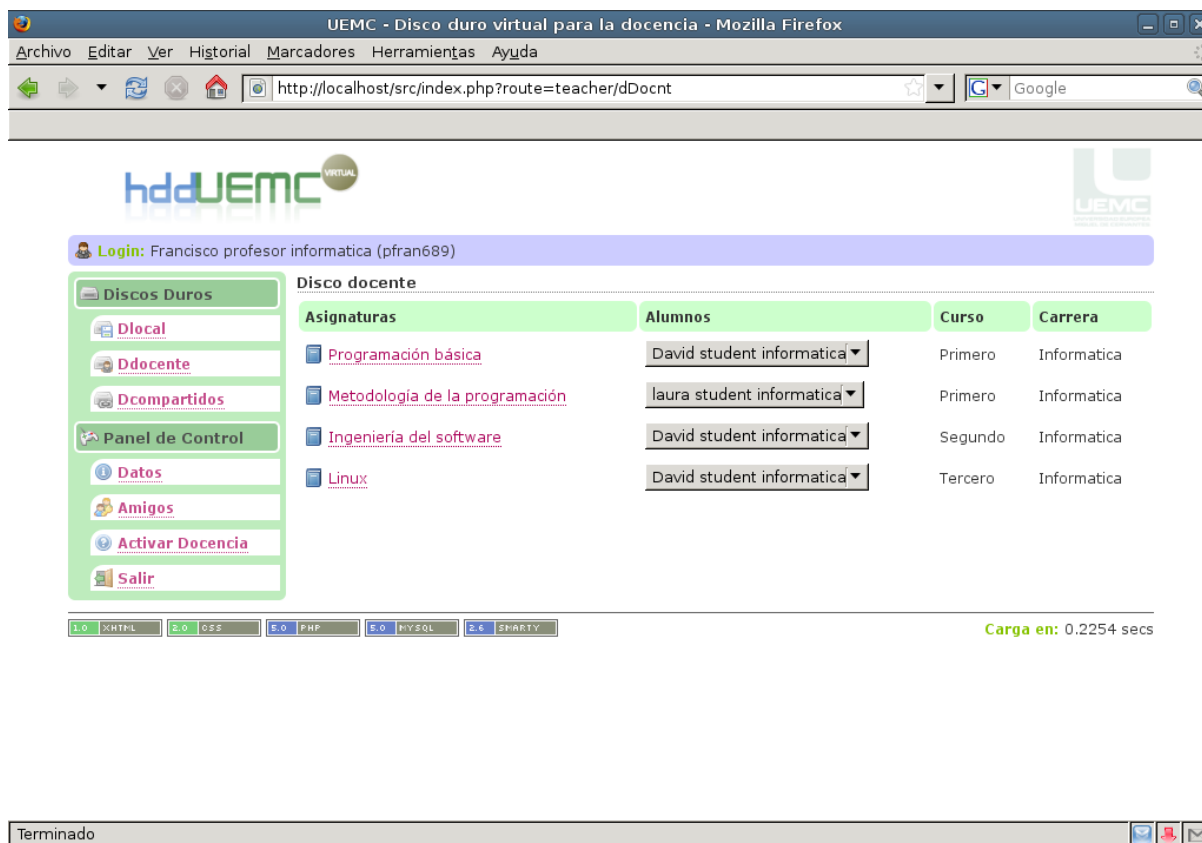 UEMC - Disco duro virtual para la docencia - Mozilla Firefox
Archivo Editar Ver Historial Marcadores Herramientas Ayuda
http://localhost/src/index.php?route=teacher/dDocnt G Google
hddUEMC VIRTUAL
UEMC
Login: Francisco profesor informatica (pfran689)
Discos Duros
Dlocal
Ddocente
Dcompartidos
Panel de Control
Datos
Amigos
Activar Docencia
Salir
Disco docente
Asignaturas Alumnos Curso Carrera
Programación básica David student informatica Primero Informatica
Metodología de la programación laura student informatica Primero Informatica
Ingeniería del software David student informatica Segundo Informatica
Linux David student informatica Tercero Informatica
1.0 XHTML 2.0 CSS 5.0 PHP 5.0 MYSQL 2.6 SMARTY
Carga en: 0.2254 secs
Terminado